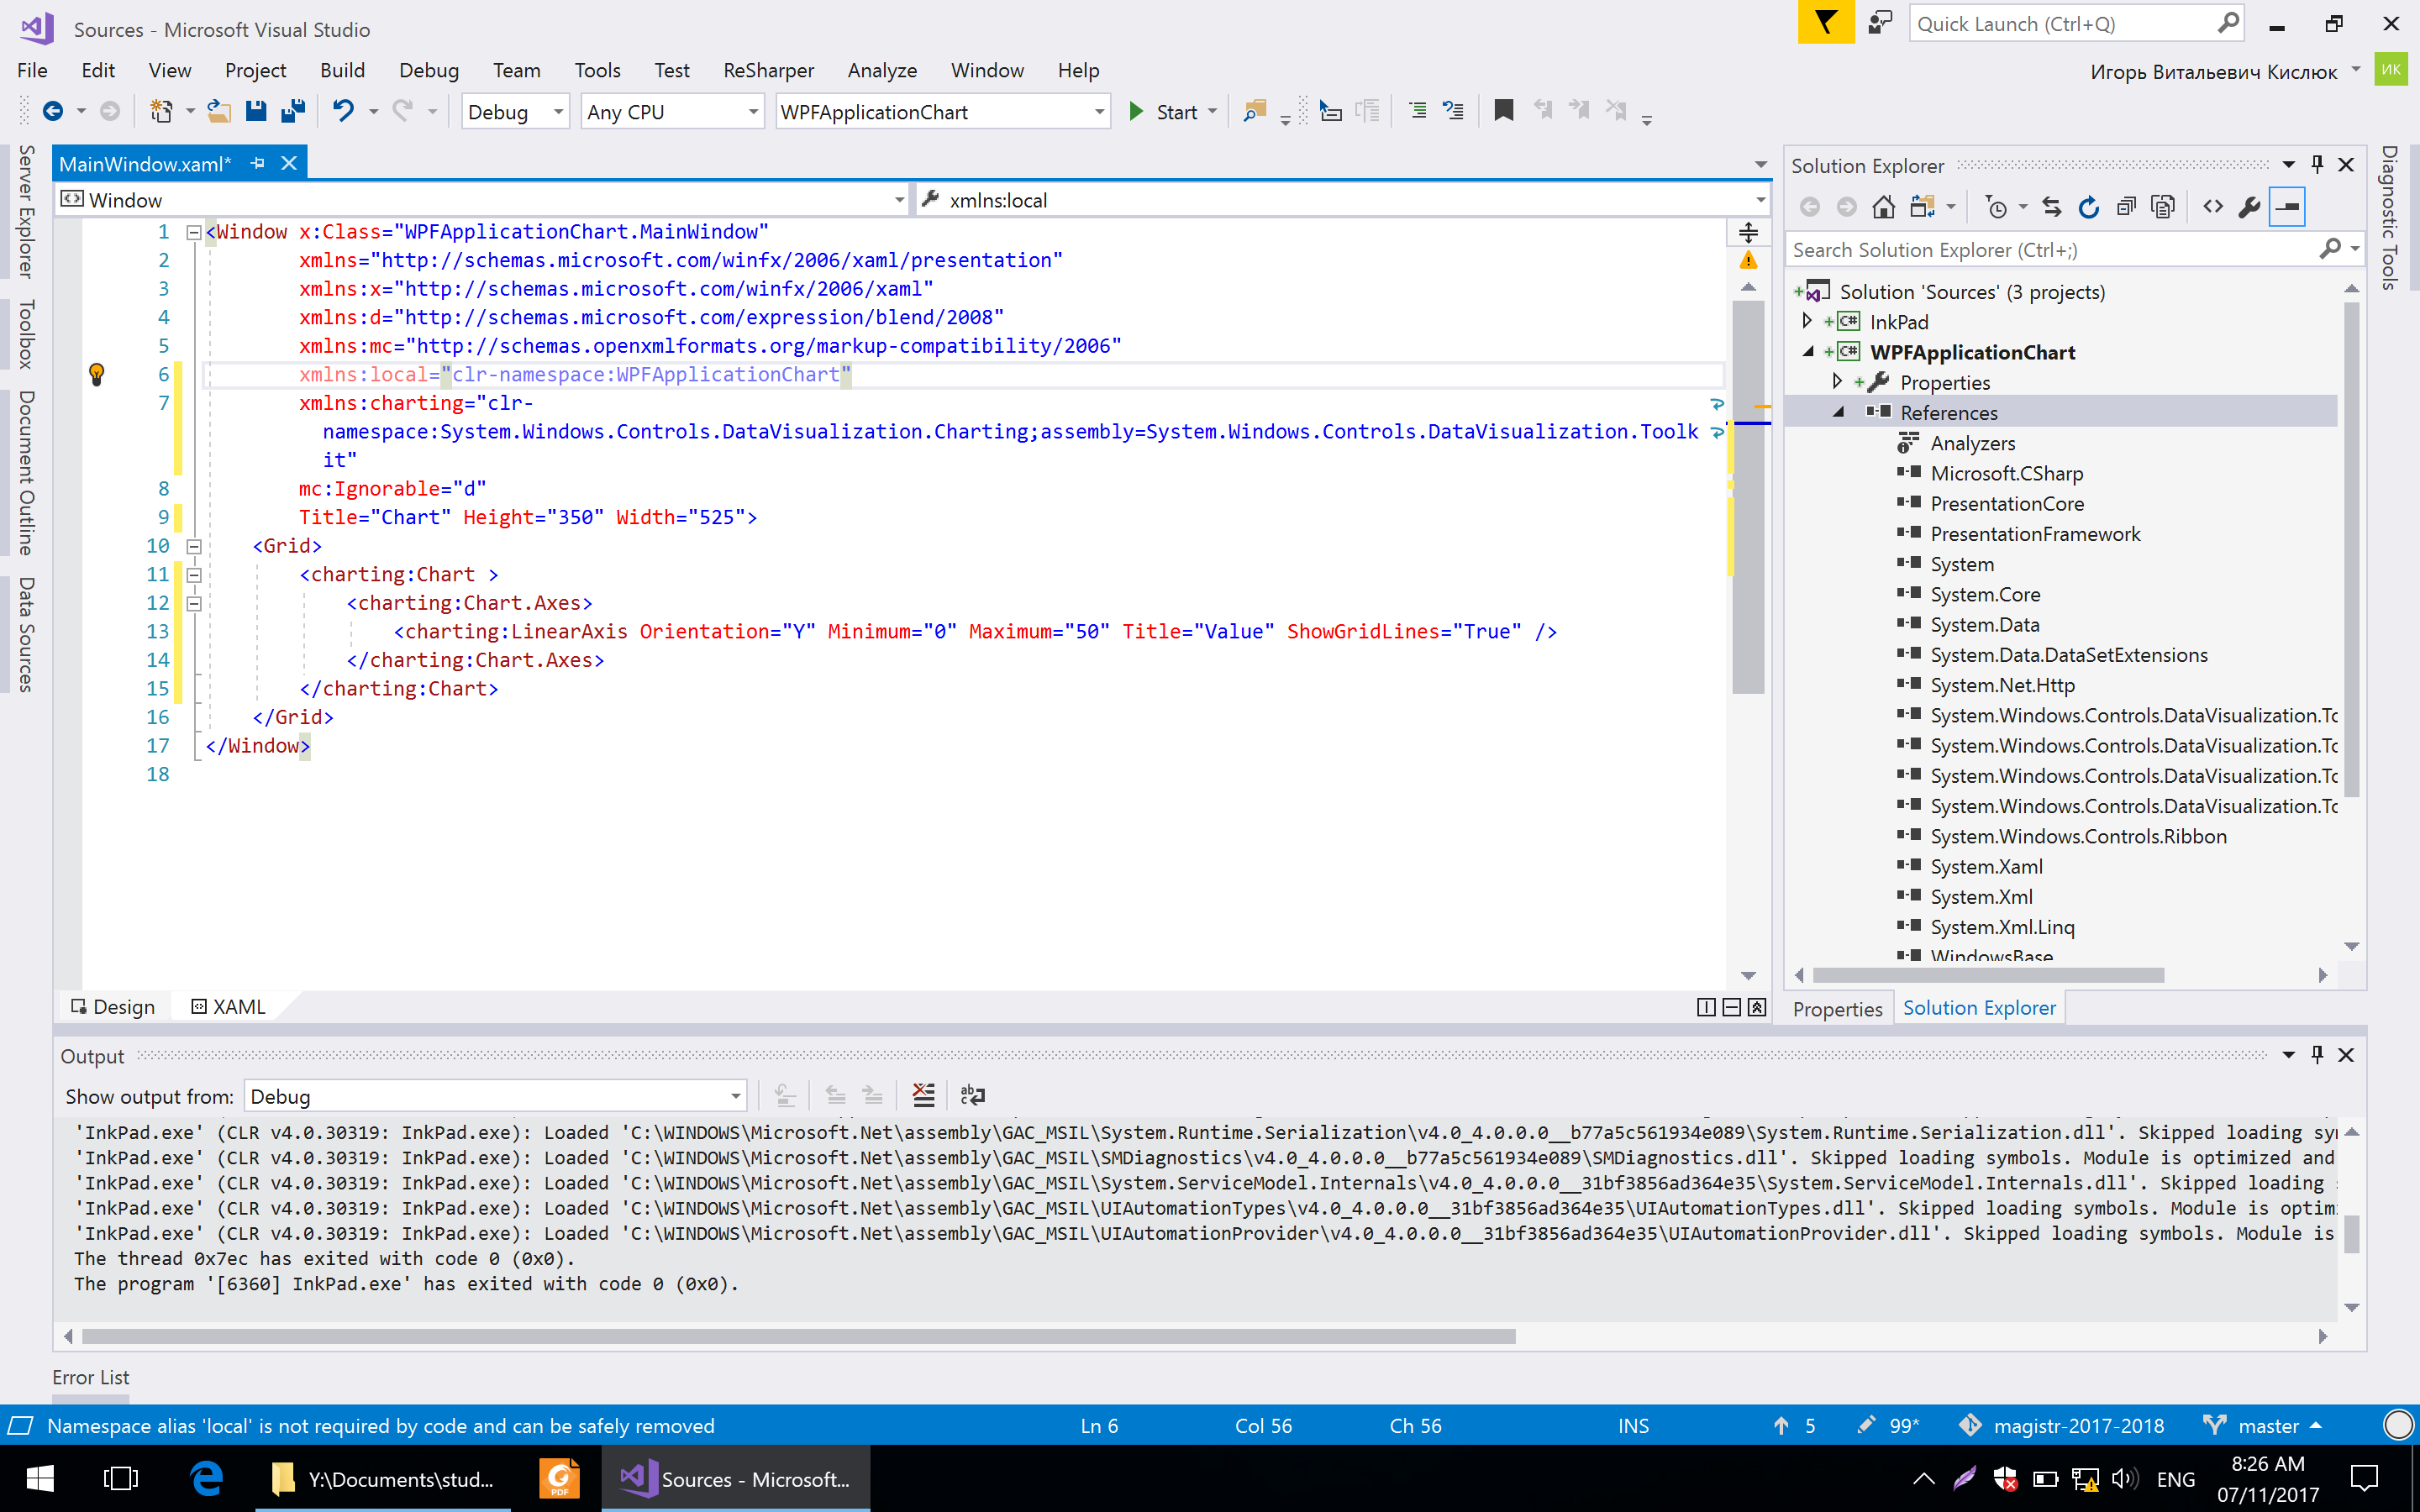 Sources - Microsoft Visual Studio
Quick Launch (Ctrl+Q)
File Edit View Project Build Debug Team Tools Test ReSharper Analyze Window Help
Игорь Витальевич Кислюк
ИК
Debug Any CPU WPFApplicationChart Start
Server Explorer
Toolbox
Document Outline
Data Sources
MainWindow.xaml*
Window
xmlns:local
1 <Window x:Class="WPFApplicationChart.MainWindow"
2 xmlns="http://schemas.microsoft.com/winfx/2006/xaml/presentation"
3 xmlns:x="http://schemas.microsoft.com/winfx/2006/xaml"
4 xmlns:d="http://schemas.microsoft.com/expression/blend/2008"
5 xmlns:mc="http://schemas.openxmlformats.org/markup-compatibility/2006"
6 xmlns:local="clr-namespace:WPFApplicationChart"
7 xmlns:charting="clr-
namespace:System.Windows.Controls.DataVisualization.Charting;assembly=System.Windows.Controls.DataVisualization.Toolk
it"
8 mc:Ignorable="d"
9 Title="Chart" Height="350" Width="525">
10 <Grid>
11 <charting:Chart >
12 <charting:Chart.Axes>
13 <charting:LinearAxis Orientation="Y" Minimum="0" Maximum="50" Title="Value" ShowGridLines="True" />
14 </charting:Chart.Axes>
15 </charting:Chart>
16 </Grid>
17 </Window>
18
Design XAML
Solution Explorer
Search Solution Explorer (Ctrl+;)
Solution 'Sources' (3 projects)
C# InkPad
C# WPFApplicationChart
Properties
References
Analyzers
Microsoft.CSharp
PresentationCore
PresentationFramework
System
System.Core
System.Data
System.Data.DataSetExtensions
System.Net.Http
System.Windows.Controls.DataVisualization.To
System.Windows.Controls.DataVisualization.To
System.Windows.Controls.DataVisualization.To
System.Windows.Controls.DataVisualization.To
System.Windows.Controls.Ribbon
System.Xaml
System.Xml
System.Xml.Linq
WindowsBase
Properties Solution Explorer
Diagnostic Tools
Output
Show output from: Debug
'InkPad.exe' (CLR v4.0.30319: InkPad.exe): Loaded 'C:\WINDOWS\Microsoft.Net\assembly\GAC_MSIL\System.Runtime.Serialization\v4.0_4.0.0.0__b77a5c561934e089\System.Runtime.Serialization.dll'. Skipped loading sy
'InkPad.exe' (CLR v4.0.30319: InkPad.exe): Loaded 'C:\WINDOWS\Microsoft.Net\assembly\GAC_MSIL\SMDiagnostics\v4.0_4.0.0.0__b77a5c561934e089\SMDiagnostics.dll'. Skipped loading symbols. Module is optimized and
'InkPad.exe' (CLR v4.0.30319: InkPad.exe): Loaded 'C:\WINDOWS\Microsoft.Net\assembly\GAC_MSIL\System.ServiceModel.Internals\v4.0_4.0.0.0__31bf3856ad364e35\System.ServiceModel.Internals.dll'. Skipped loading
'InkPad.exe' (CLR v4.0.30319: InkPad.exe): Loaded 'C:\WINDOWS\Microsoft.Net\assembly\GAC_MSIL\UIAutomationTypes\v4.0_4.0.0.0__31bf3856ad364e35\UIAutomationTypes.dll'. Skipped loading symbols. Module is optimi
'InkPad.exe' (CLR v4.0.30319: InkPad.exe): Loaded 'C:\WINDOWS\Microsoft.Net\assembly\GAC_MSIL\UIAutomationProvider\v4.0_4.0.0.0__31bf3856ad364e35\UIAutomationProvider.dll'. Skipped loading symbols. Module is
The thread 0x7ec has exited with code 0 (0x0).
The program '[6360] InkPad.exe' has exited with code 0 (0x0).
Error List
Namespace alias 'local' is not required by code and can be safely removed
Ln 6 Col 56 Ch 56 INS 5 99* magistr-2017-2018 master
Y:\Documents\stud...
PDF
Sources - Microsoft...
ENG
8:26 AM
07/11/2017